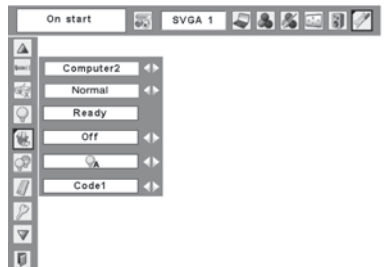 On start
SVGA 1
Computer2
Normal
Ready
Off
A
Code1